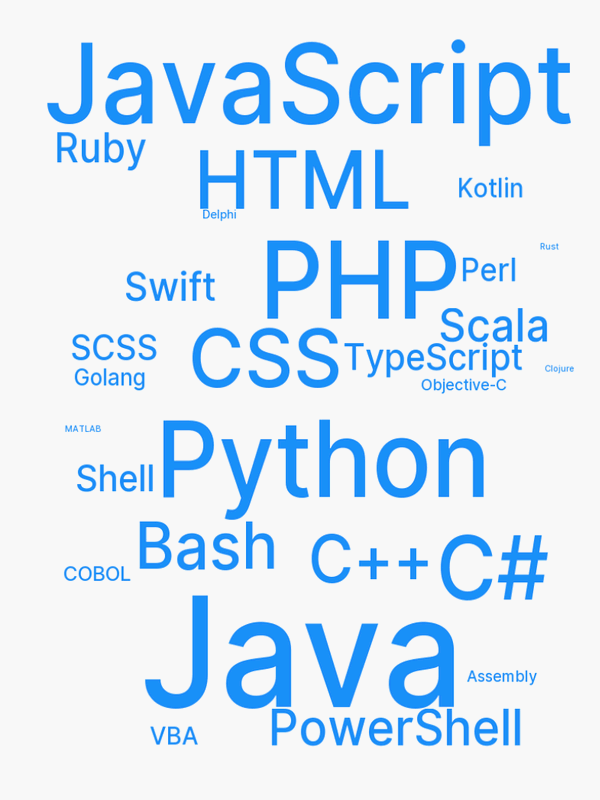 JavaScript
Ruby
HTML
Kotlin
Delphi
PHP
Rust
Perl
Swift
Scala
SCSS
CSS
TypeScript
Golang
Clojure
Objective-C
MATLAB
Python
Shell
Bash
C++
C#
COBOL
Java
Assembly
VBA
PowerShell